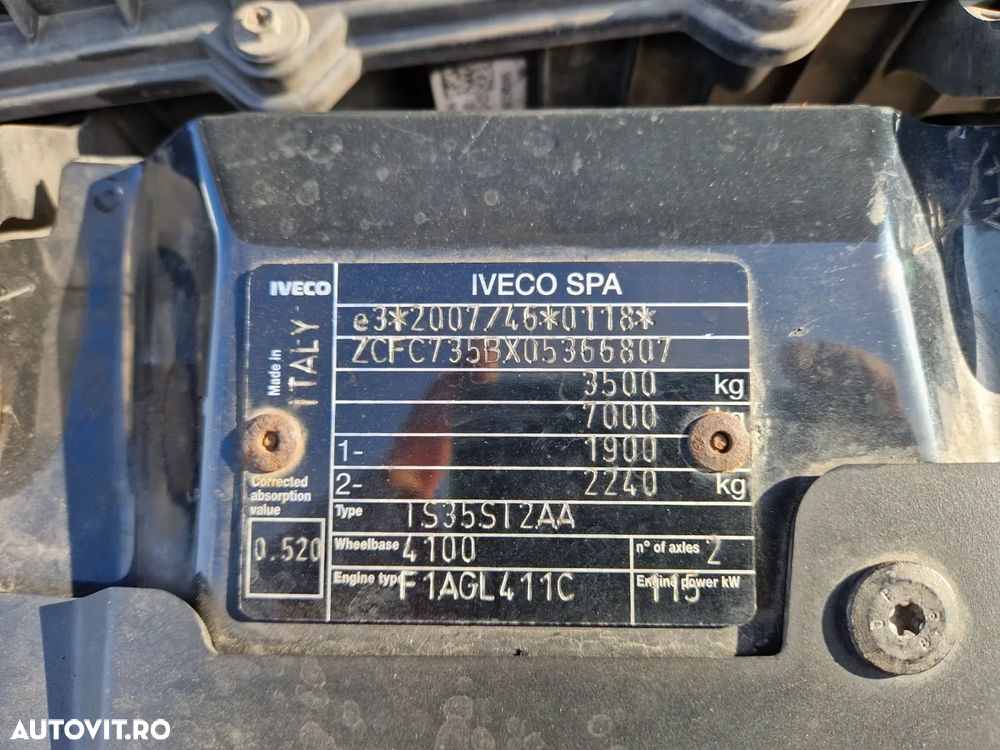 IVECO
IVECO SPA
Made in
ITALY
e3*2007/46*0118*
ZCFC735BX05366807
3500 kg
7000 kg
1- 1900
2- 2240 kg
Corrected
absorption
value
0.520
Type IS35SI2AA
Wheelbase 4100 n° of axles 2
Engine type F1AGL411C Engine power kW 115
AUTOVIT.RO